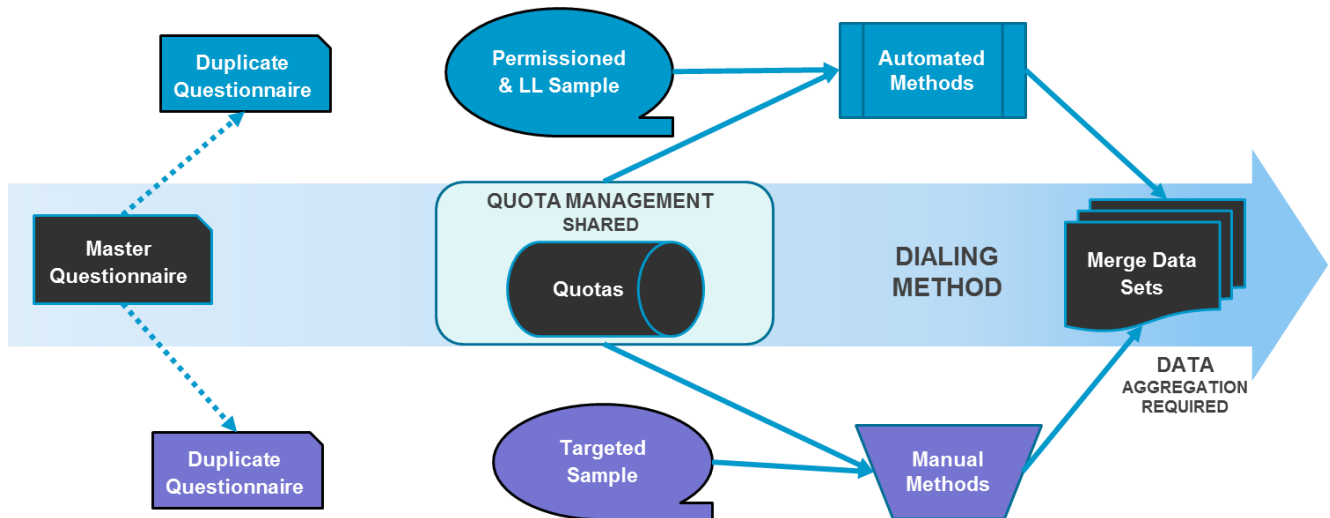 Duplicate
Questionnaire
Permissioned
& LL Sample
Automated
Methods
Master
Questionnaire
QUOTA MANAGEMENT
SHARED
Quotas
DIALING
METHOD
Merge Data
Sets
DATA
AGGREGATION
REQUIRED
Duplicate
Questionnaire
Targeted
Sample
Manual
Methods